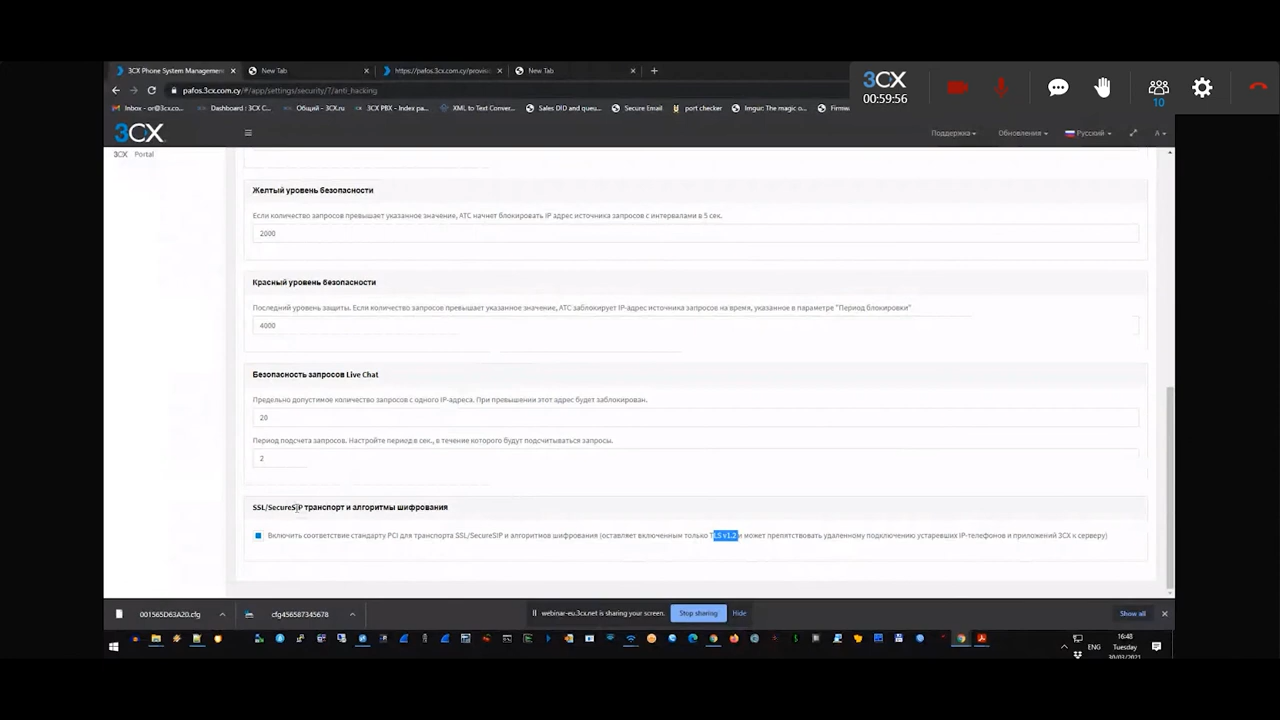 3CX Phone System Management
New Tab
https://pafos.3cx.com.cy/provisi
New Tab
3CX
00:59:56
10
pafos.3cx.com.cy/#/app/settings/security/7/anti_hacking
Inbox - or@3cx.co...
Dashboard : 3CX C...
Общий - 3CX.ru
3CX PBX - Index pa...
XML to Text Conver...
Sales DID and queu...
Secure Email
port checker
Imgur: The magic o...
Firmw
3CX
Поддержка
Обновления
Русский
A
3CX Portal
Желтый уровень безопасности
Если количество запросов превышает указанное значение, АТС начнет блокировать IP адрес источника запросов с интервалами в 5 сек.
2000
Красный уровень безопасности
Последний уровень защиты. Если количество запросов превышает указанное значение, АТС заблокирует IP-адрес источника запросов на время, указанное в параметре "Период блокировки"
4000
Безопасность запросов Live Chat
Предельно допустимое количество запросов с одного IP-адреса. При превышении этот адрес будет заблокирован.
20
Период подсчета запросов. Настройте период в сек., в течение которого будут подсчитываться запросы.
2
SSL/SecureSIP транспорт и алгоритмы шифрования
Включить соответствие стандарту PCI для транспорта SSL/SecureSIP и алгоритмов шифрования (оставляет включенным только TLS v1.2 и может препятствовать удаленному подключению устаревших IP-телефонов и приложений 3CX к серверу)
001565D63A20.cfg
cfg456587345678
webinar-eu.3cx.net is sharing your screen.
Stop sharing
Hide
Show all
ENG
16:48
Tuesday
30/03/2021